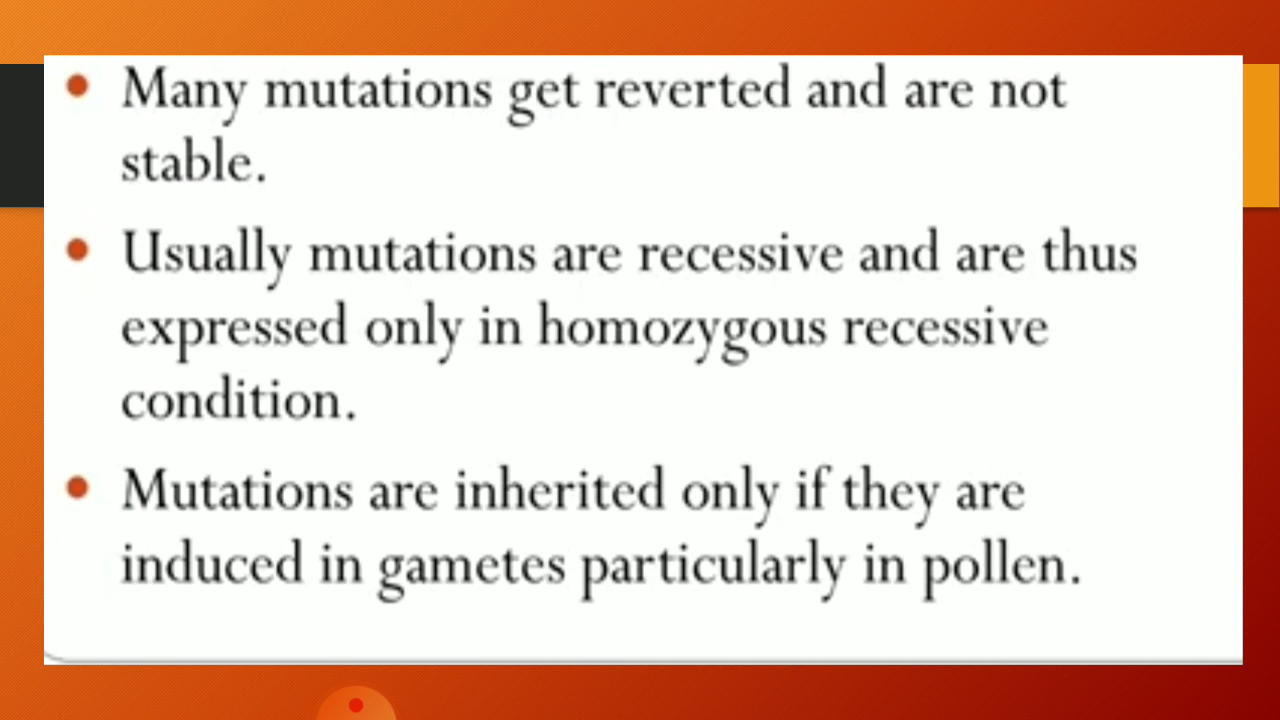 • Many mutations get reverted and are not
stable.
• Usually mutations are recessive and are thus
expressed only in homozygous recessive
condition.
• Mutations are inherited only if they are
induced in gametes particularly in pollen.